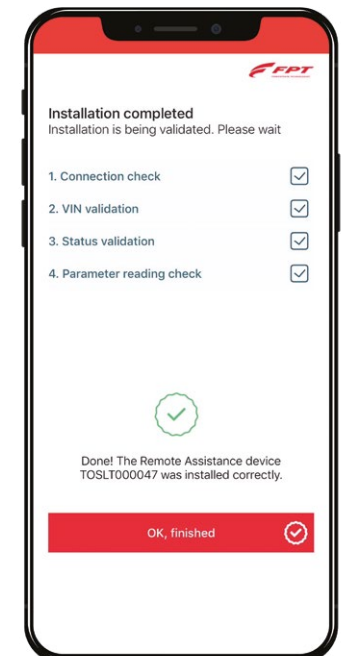 FPT
Installation completed
Installation is being validated. Please wait
1. Connection check
2. VIN validation
3. Status validation
4. Parameter reading check
Done! The Remote Assistance device
TOSLT000047 was installed correctly.
OK, finished